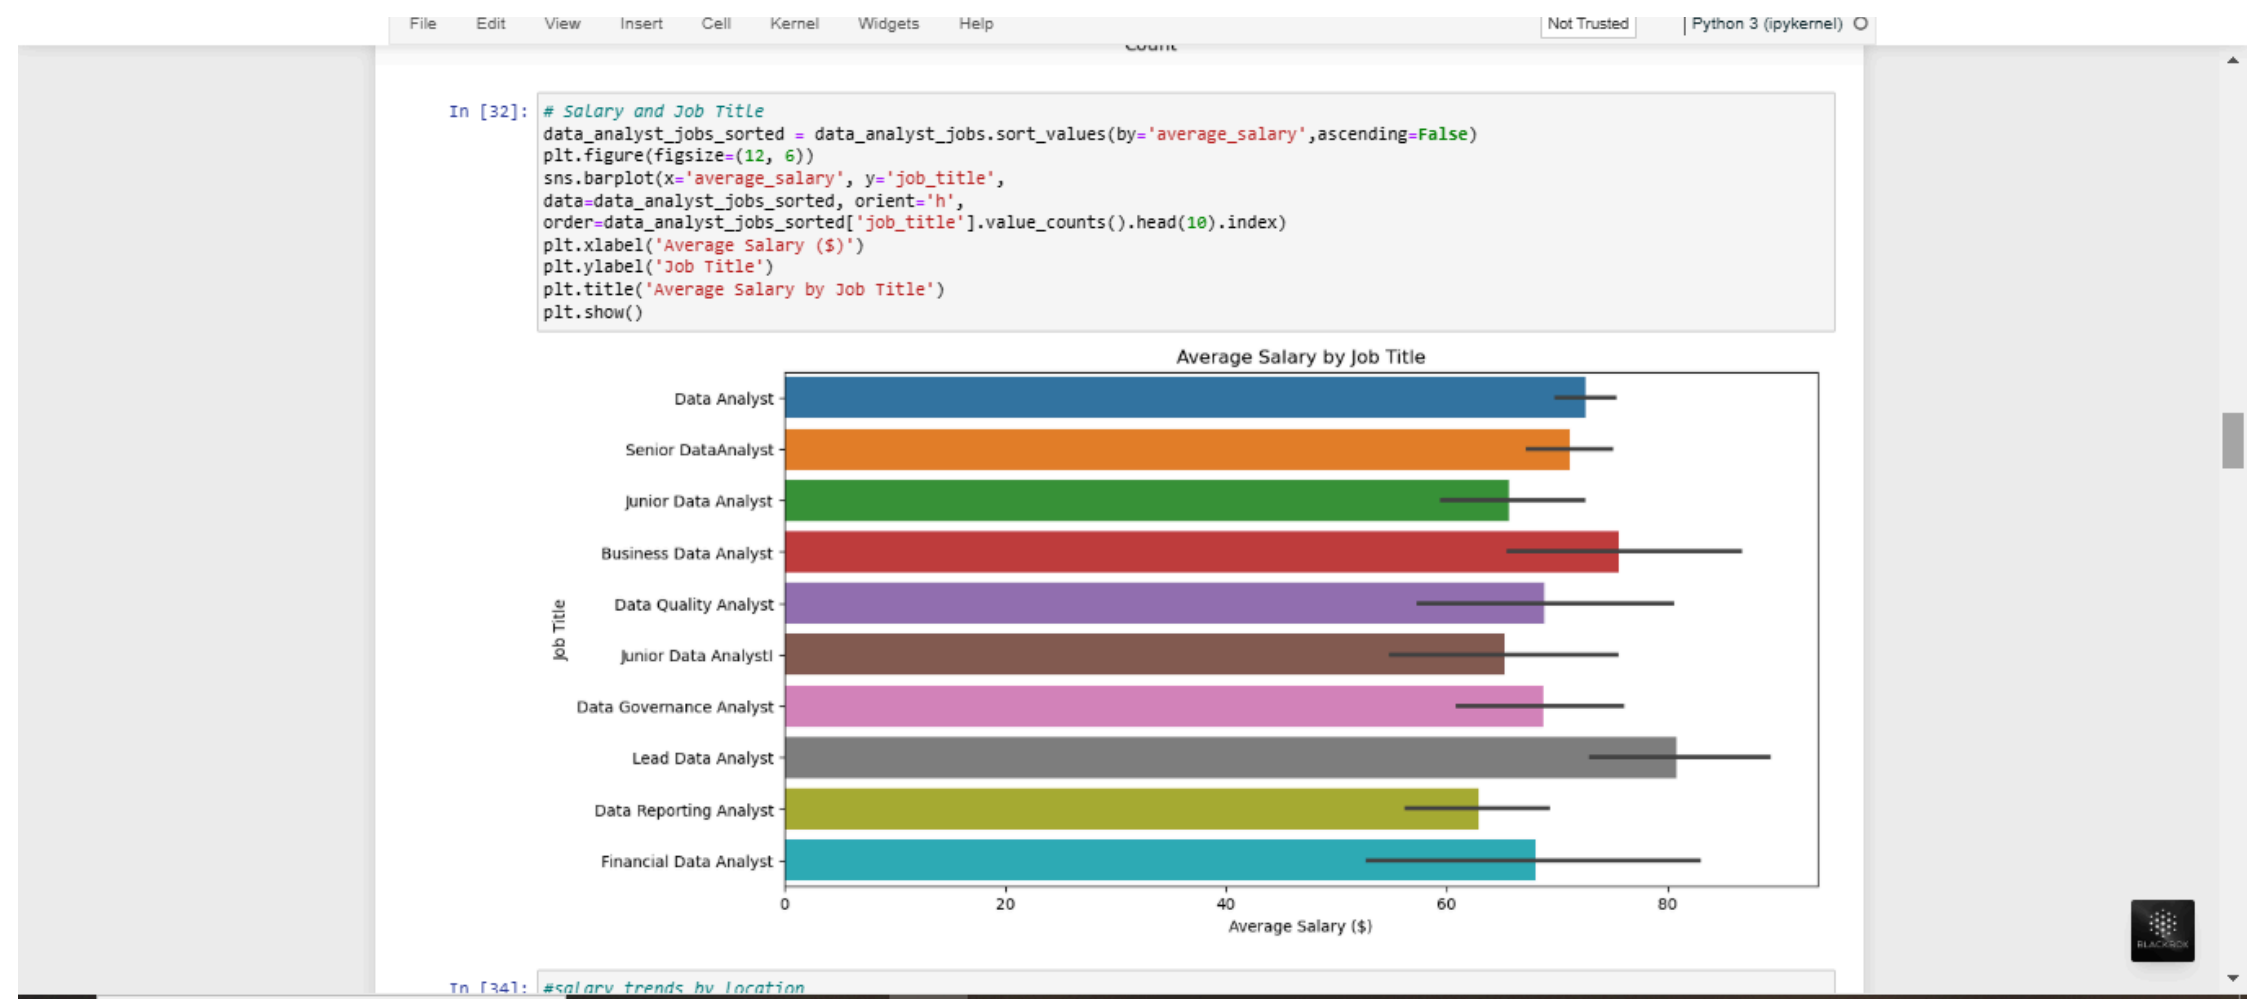 File Edit View Insert Cell Kernel Widgets Help Not Trusted Python 3 (ipykernel)
Count
In [32]: # Salary and Job Title
data_analyst_jobs_sorted = data_analyst_jobs.sort_values(by='average_salary',ascending=False)
plt.figure(figsize=(12, 6))
sns.barplot(x='average_salary', y='job_title',
data=data_analyst_jobs_sorted, orient='h',
order=data_analyst_jobs_sorted['job_title'].value_counts().head(10).index)
plt.xlabel('Average Salary ($)')
plt.ylabel('Job Title')
plt.title('Average Salary by Job Title')
plt.show()
Average Salary by Job Title
Data Analyst
Senior DataAnalyst
Junior Data Analyst
Business Data Analyst
Data Quality Analyst
Junior Data AnalystI
Data Governance Analyst
Lead Data Analyst
Data Reporting Analyst
Financial Data Analyst
Job Title
0 20 40 60 80
Average Salary ($)
BLACKBOX
In [34]: #salary trends by location